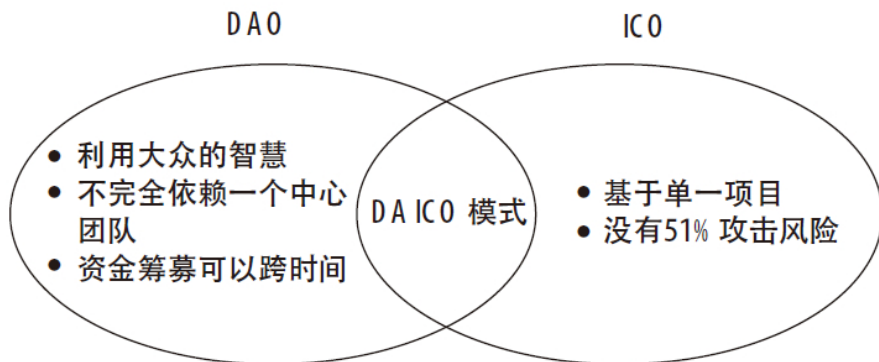 DAO
ICO
● 利用大众的智慧
● 不完全依赖一个中心
团队
● 资金筹募可以跨时间
DAICO 模式
● 基于单一项目
● 没有51% 攻击风险